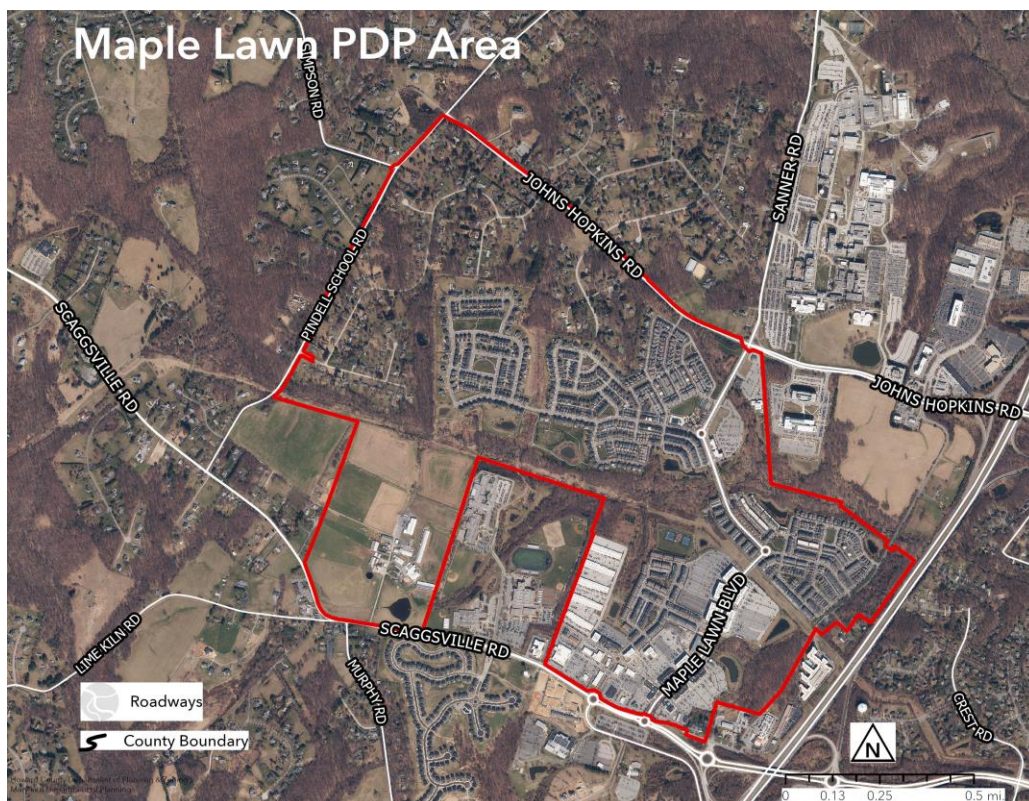 Maple Lawn PDP Area
SIMPSON RD
SANNER RD
JOHNS HOPKINS RD
PINDELL SCHOOL RD
SCAGGSVILLE RD
JOHNS HOPKINS RD
MAPLE LAWN BLVD
SCAGGSVILLE RD
LIME KILN RD
MURPHY RD
GREST RD
Roadways
County Boundary
N
0 0.13 0.25 0.5 mi